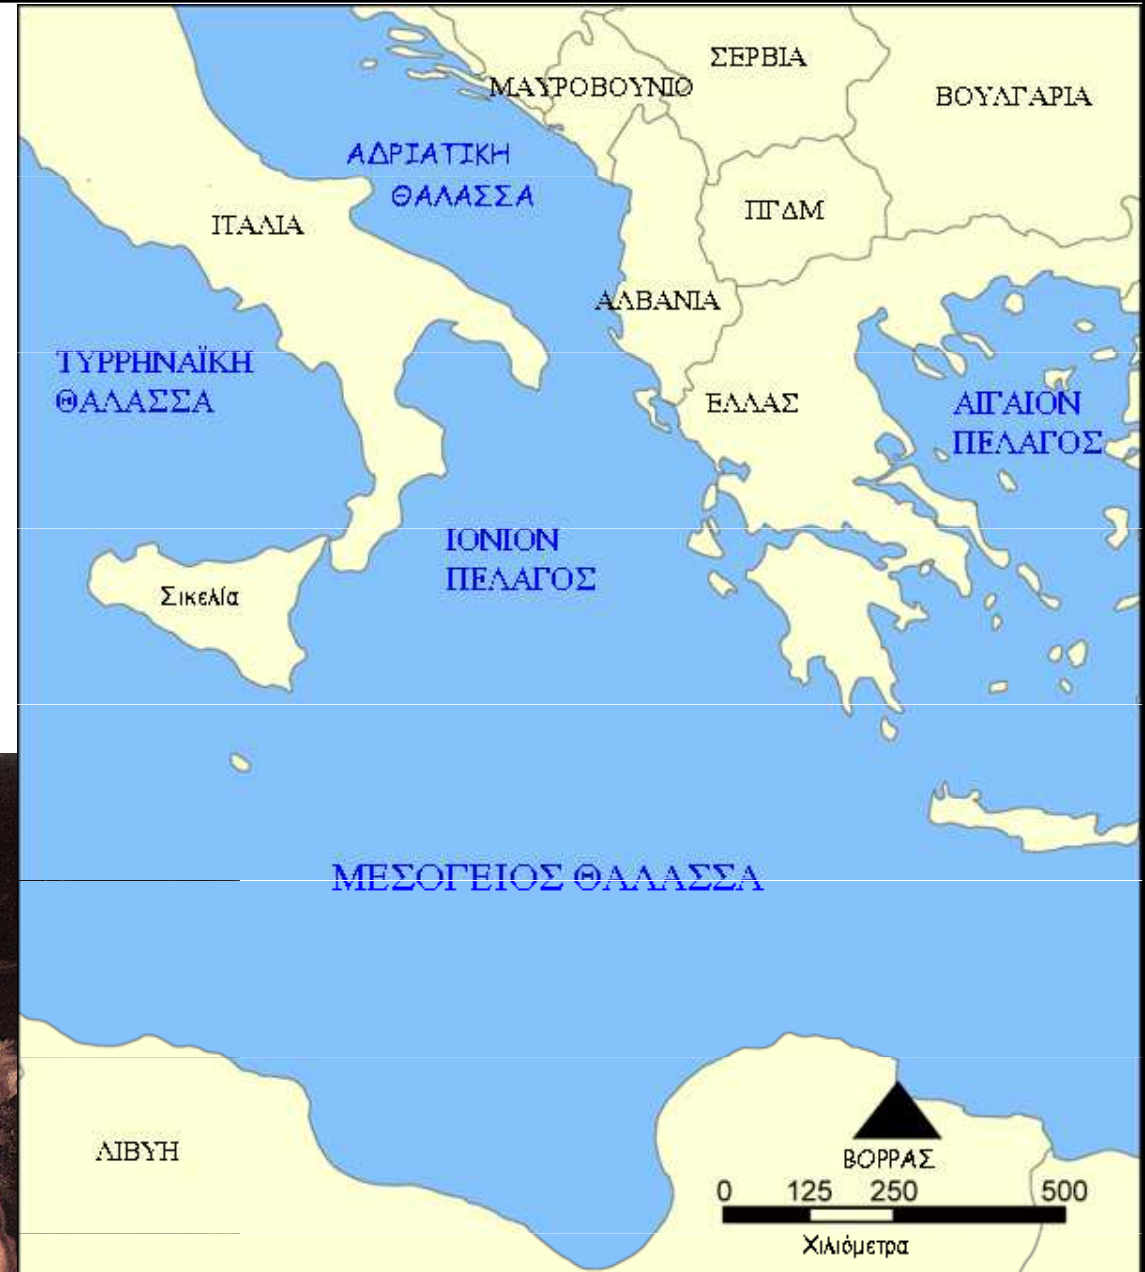 ΣΕΡΒΙΑ
ΜΑΥΡΟΒΟΥΝΙΟ
ΒΟΥΛΓΑΡΙΑ
ΑΔΡΙΑΤΙΚΗ
ΘΑΛΑΣΣΑ
ΙΤΑΛΙΑ
ΠΓΔΜ
ΑΛΒΑΝΙΑ
ΤΥΡΡΗΝΑΪΚΗ
ΘΑΛΑΣΣΑ
ΕΛΛΑΣ
ΑΙΓΑΙΟΝ
ΠΕΛΑΓΟΣ
ΙΟΝΙΟΝ
ΠΕΛΑΓΟΣ
Σικελία
ΜΕΣΟΓΕΙΟΣ ΘΑΛΑΣΣΑ
ΛΙΒΥΗ
ΒΟΡΡΑΣ
0 125 250 500
Χιλιόμετρα